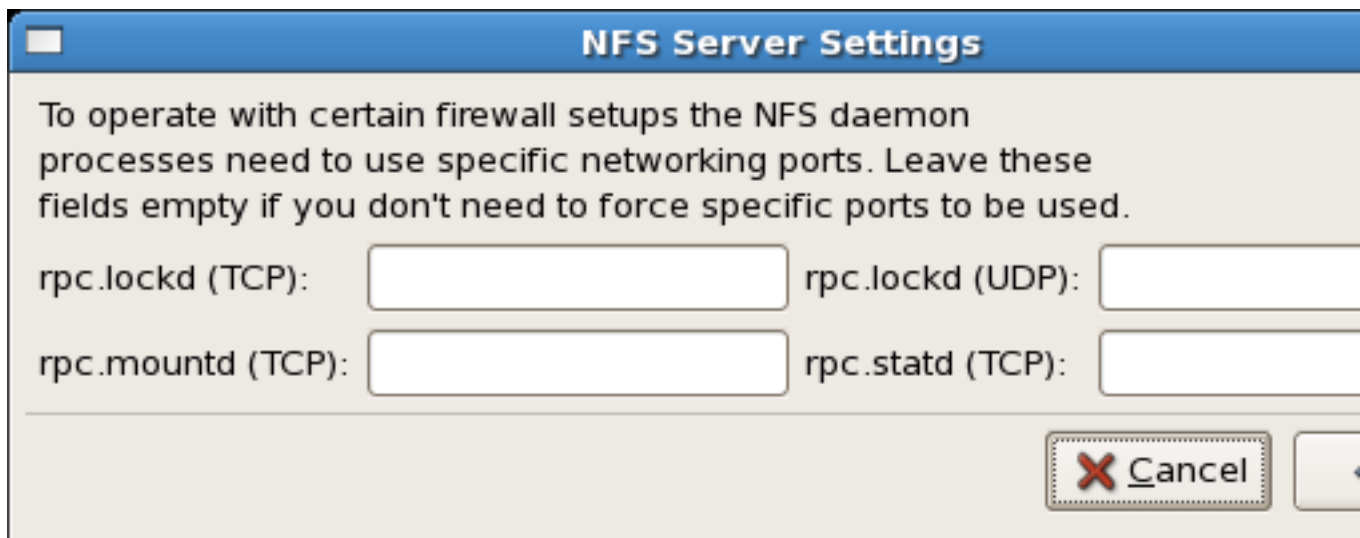 NFS Server Settings
To operate with certain firewall setups the NFS daemon
processes need to use specific networking ports. Leave these
fields empty if you don't need to force specific ports to be used.
rpc.lockd (TCP): rpc.lockd (UDP):
rpc.mountd (TCP): rpc.statd (TCP):
Cancel